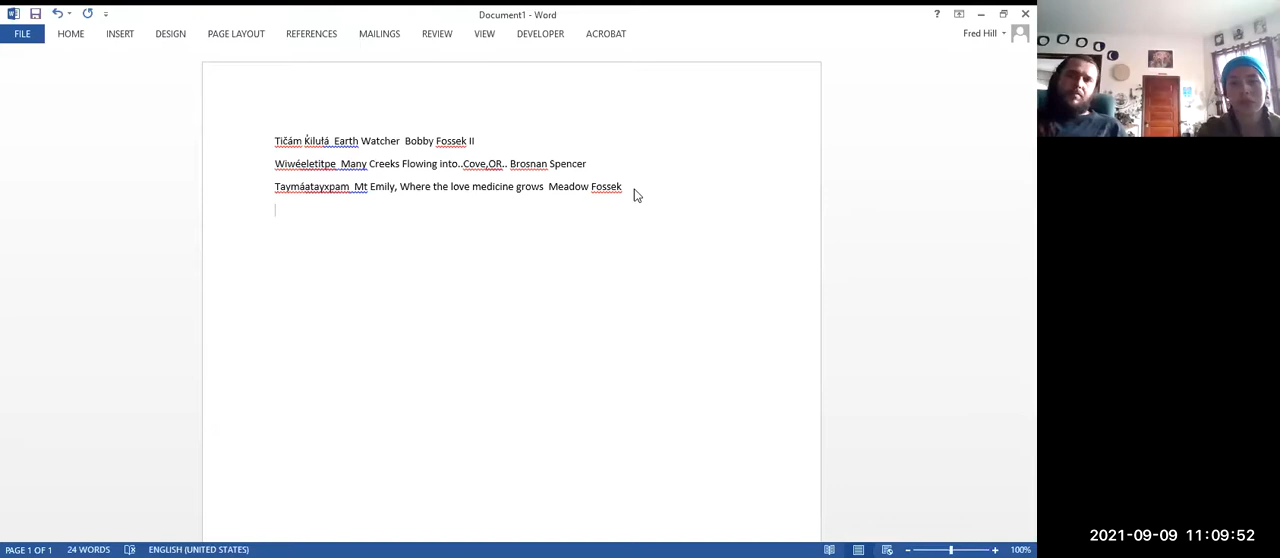 Document1 - Word
Fred Hill
FILE HOME INSERT DESIGN PAGE LAYOUT REFERENCES MAILINGS REVIEW VIEW DEVELOPER ACROBAT
Tičám K̓ilułá Earth Watcher Bobby Fossek II
Wiwéeletitpe Many Creeks Flowing into..Cove,OR.. Brosnan Spencer
Taymáatayxpam Mt Emily, Where the love medicine grows Meadow Fossek
PAGE 1 OF 1 24 WORDS ENGLISH (UNITED STATES) 100%
2021-09-09 11:09:52